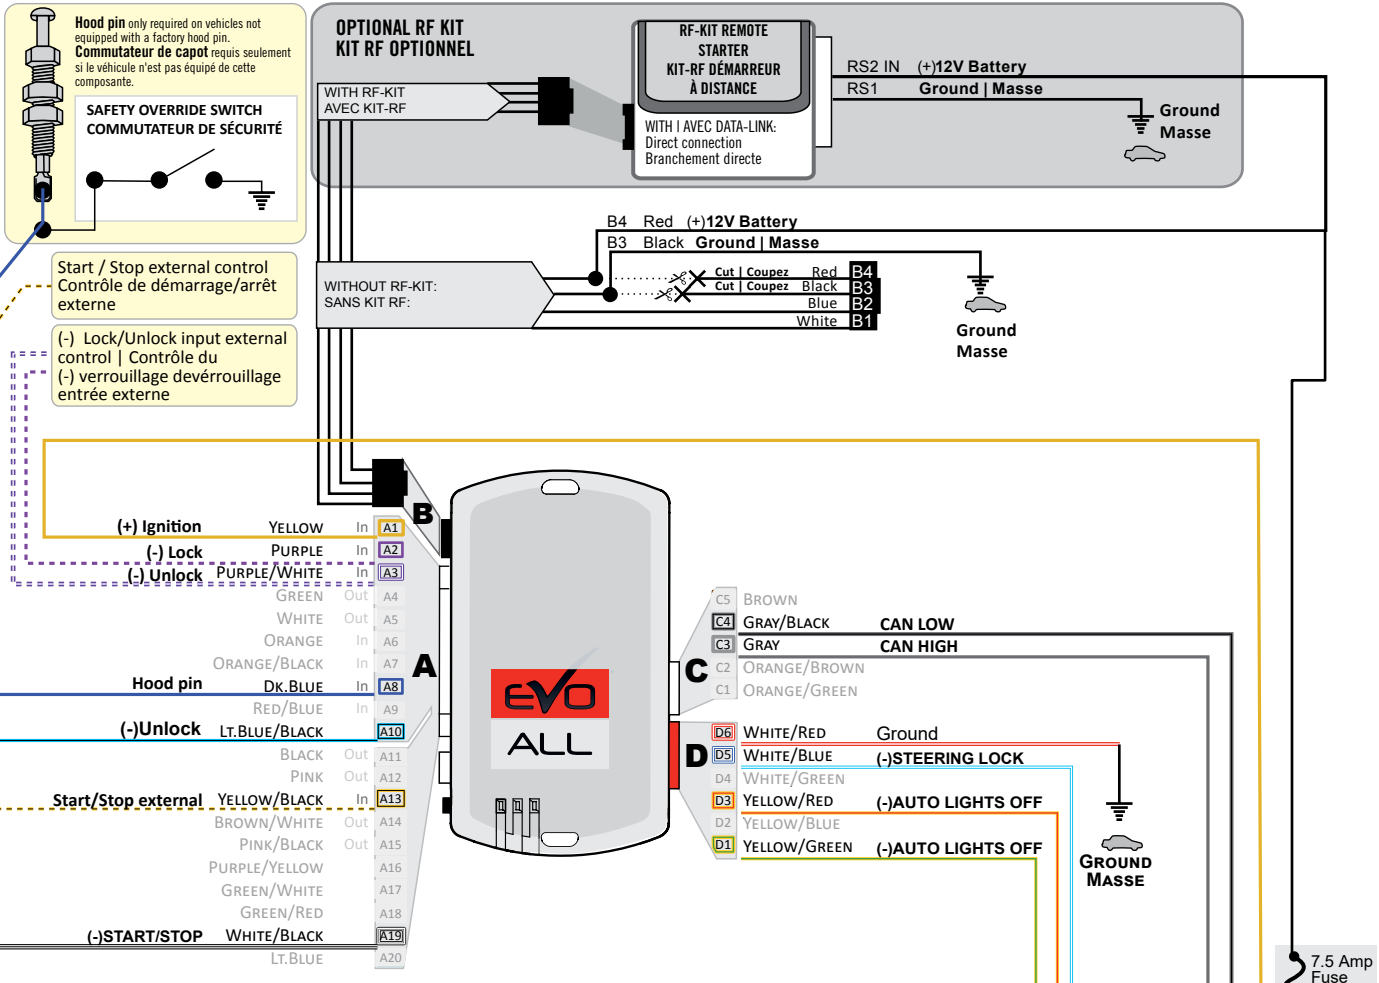 Hood pin only required on vehicles not
equipped with a factory hood pin.
Commutateur de capot requis seulement
si le véhicule n'est pas équipé de cette
composante.
SAFETY OVERRIDE SWITCH
COMMUTATEUR DE SÉCURITÉ
OPTIONAL RF KIT
KIT RF OPTIONNEL
WITH RF-KIT
AVEC KIT-RF
RF-KIT REMOTE
STARTER
KIT-RF DÉMARREUR
À DISTANCE
WITH | AVEC DATA-LINK:
Direct connection
Branchement directe
RS2 IN (+)12V Battery
RS1 Ground | Masse
Ground
Masse
Start / Stop external control
Contrôle de démarrage/arrêt
externe
(-) Lock/Unlock input external
control | Contrôle du
(-) verrouillage devérrouillage
entrée externe
B4 Red (+)12V Battery
B3 Black Ground | Masse
WITHOUT RF-KIT:
SANS KIT RF:
Cut | Coupez Red B4
Cut | Coupez Black B3
Blue B2
White B1
Ground
Masse
B
(+) Ignition YELLOW In A1
(-) Lock PURPLE In A2
(-) Unlock PURPLE/WHITE In A3
GREEN Out A4
WHITE Out A5
ORANGE In A6
ORANGE/BLACK In A7
A
Hood pin DK.BLUE In A8
RED/BLUE In A9
(-)Unlock LT.BLUE/BLACK A10
BLACK Out A11
PINK Out A12
Start/Stop external YELLOW/BLACK In A13
BROWN/WHITE Out A14
PINK/BLACK Out A15
PURPLE/YELLOW A16
GREEN/WHITE A17
GREEN/RED A18
(-)START/STOP WHITE/BLACK A19
LT.BLUE A20
EVO
ALL
C
C5 BROWN
C4 GRAY/BLACK CAN LOW
C3 GRAY CAN HIGH
C2 ORANGE/BROWN
C1 ORANGE/GREEN
D
D6 WHITE/RED Ground
D5 WHITE/BLUE (-)STEERING LOCK
D4 WHITE/GREEN
D3 YELLOW/RED (-)AUTO LIGHTS OFF
D2 YELLOW/BLUE
D1 YELLOW/GREEN (-)AUTO LIGHTS OFF
GROUND
MASSE
7.5 Amp
Fuse